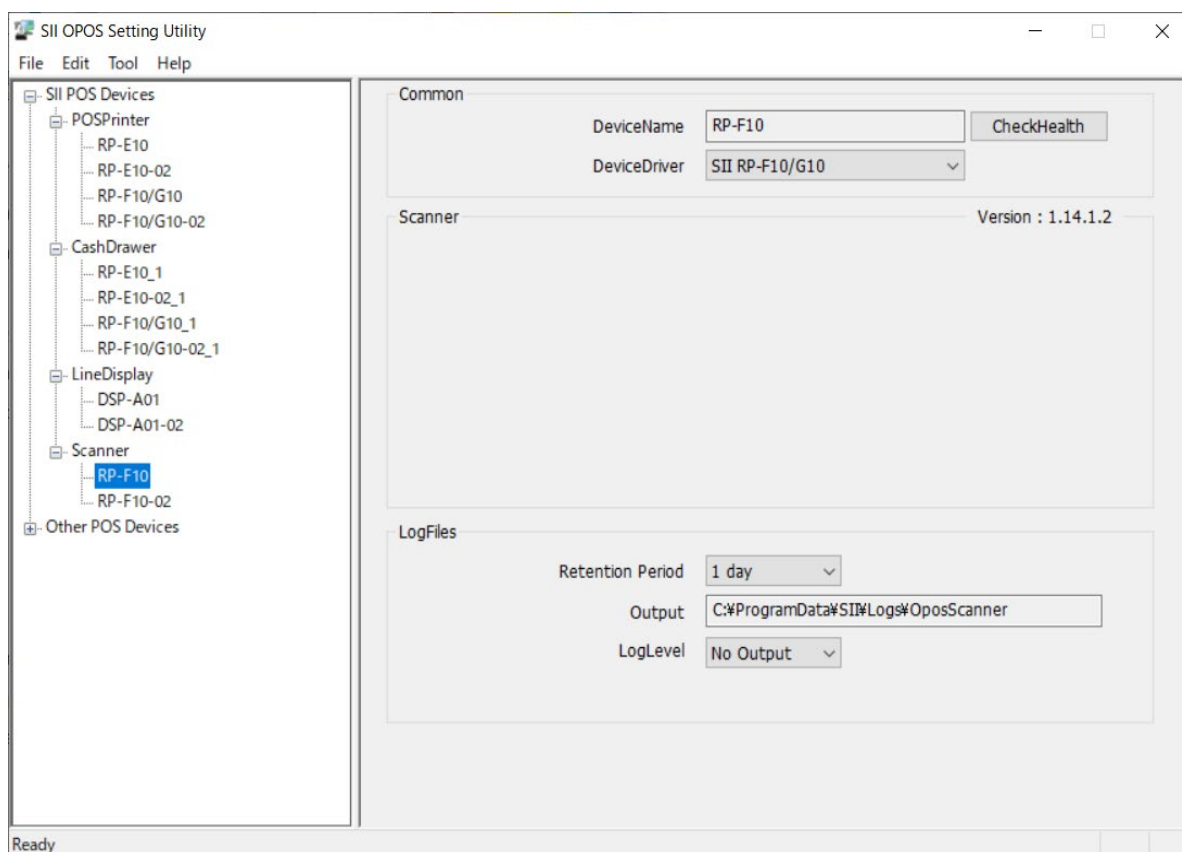 SII OPOS Setting Utility
File Edit Tool Help
SII POS Devices
POSPrinter
RP-E10
RP-E10-02
RP-F10/G10
RP-F10/G10-02
CashDrawer
RP-E10_1
RP-E10-02_1
RP-F10/G10_1
RP-F10/G10-02_1
LineDisplay
DSP-A01
DSP-A01-02
Scanner
RP-F10
RP-F10-02
Other POS Devices
Common
DeviceName RP-F10 CheckHealth
DeviceDriver SII RP-F10/G10
Scanner Version : 1.14.1.2
LogFiles
Retention Period 1 day
Output C:¥ProgramData¥SII¥Logs¥OposScanner
LogLevel No Output
Ready